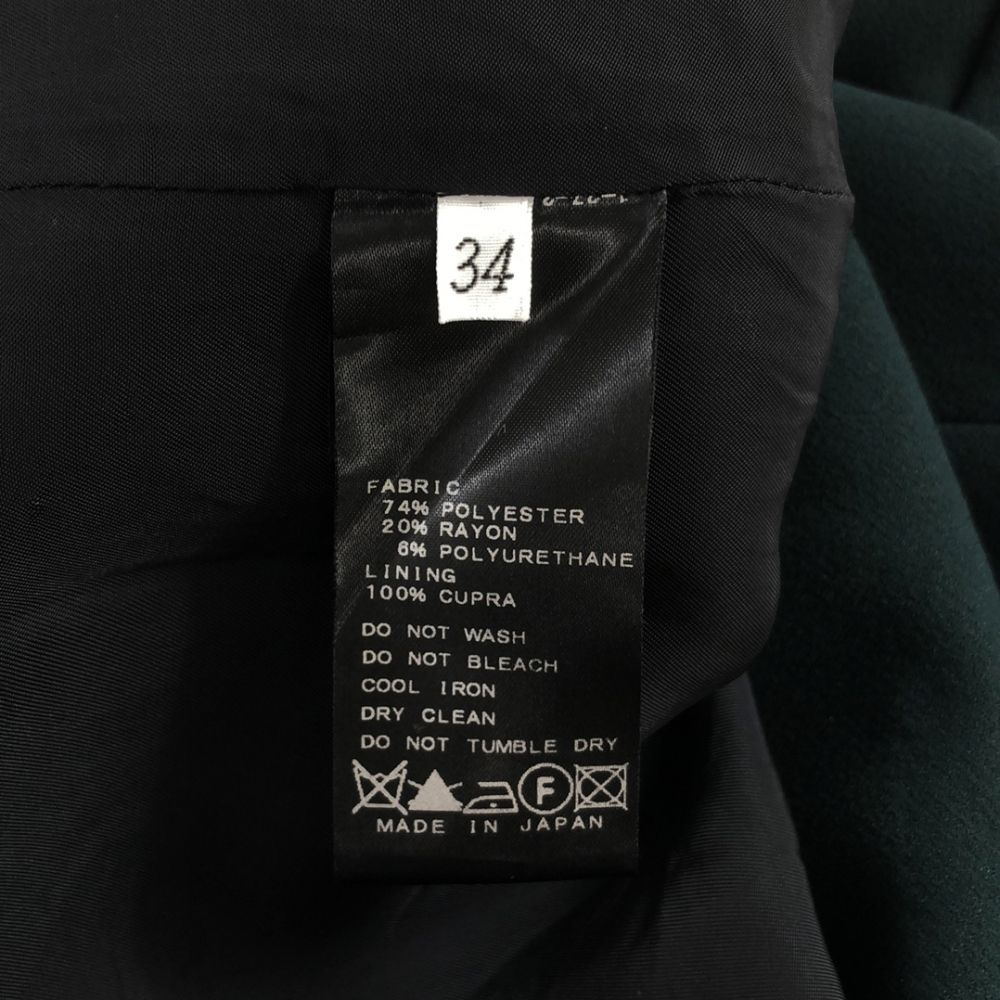 34
FABRIC
74% POLYESTER
20% RAYON
6% POLYURETHANE
LINING
100% CUPRA
DO NOT WASH
DO NOT BLEACH
COOL IRON
DRY CLEAN
DO NOT TUMBLE DRY
F
MADE IN JAPAN